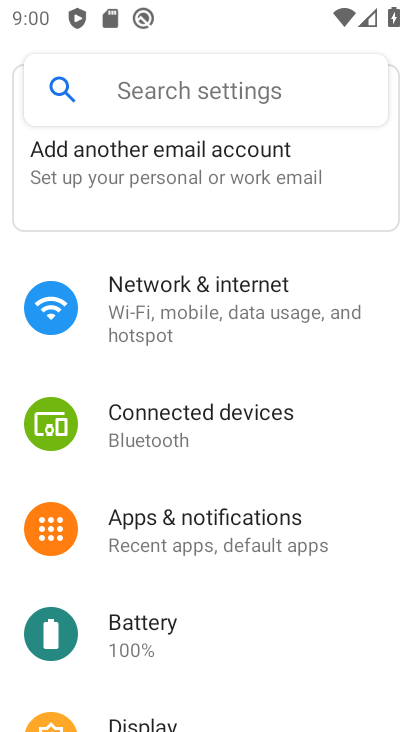 9:00
Search settings
Add another email account
Set up your personal or work email
Network & internet
Wi-Fi, mobile, data usage, and
hotspot
Connected devices
Bluetooth
Apps & notifications
Recent apps, default apps
Battery
100%
Display